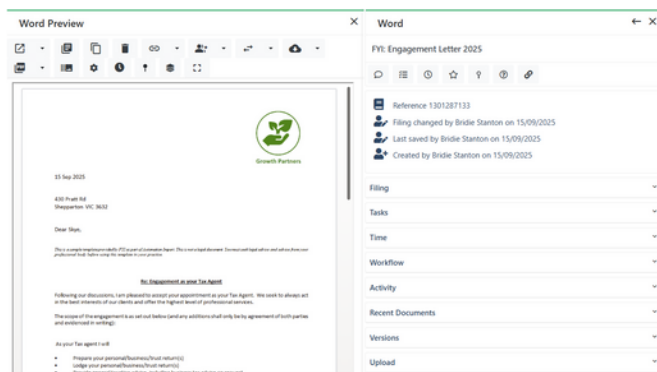 Word Preview
Word
FYI: Engagement Letter 2025
Reference 1301287133
Filing changed by Bridie Stanton on 15/09/2025
Last saved by Bridie Stanton on 15/09/2025
Created by Bridie Stanton on 15/09/2025
Filing
Tasks
Time
Workflow
Activity
Recent Documents
Versions
Upload
Growth Partners
15 Sep 2025
430 Pratt Rd
Shepparton VIC 3632
Dear Skye,
Re: Engagement as your Tax Agent
Following our discussions, I am pleased to accept your appointment as your Tax Agent. We seek to always act
in the best interests of our clients and offer the highest level of professional services.
The scope of the engagement is as set out below (and any additions shall only be by agreement of both parties
and evidenced in writing):
As your Tax agent I will
• Prepare your personal/business/trust return(s)
• Lodge your personal/business/trust return(s)